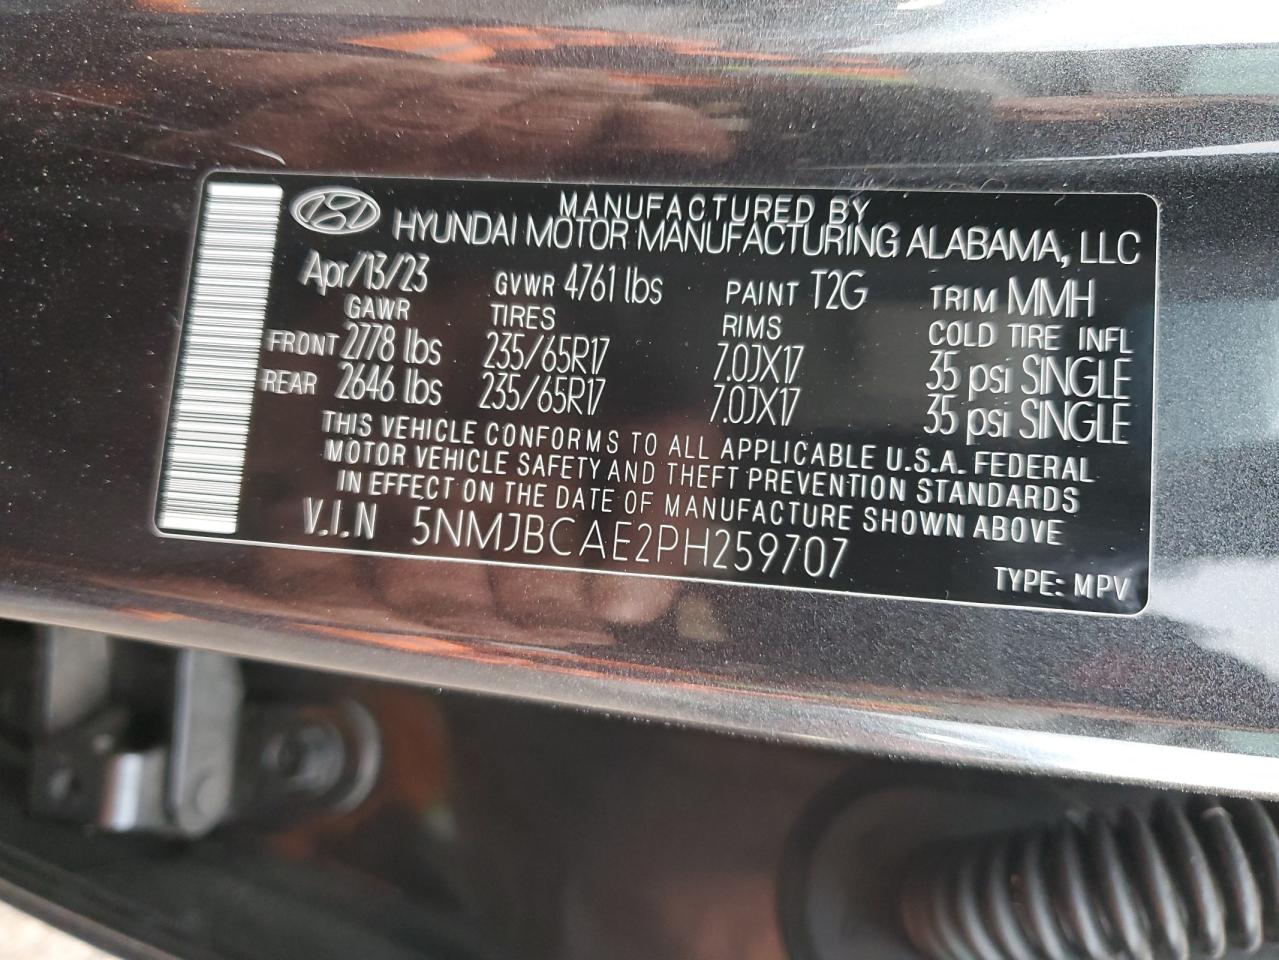 MANUFACTURED BY
HYUNDAI MOTOR MANUFACTURING ALABAMA, LLC
Apr/13/23 GVWR 4761 lbs PAINT T2G TRIM MMH
GAWR TIRES RIMS COLD TIRE INFL
FRONT 2778 lbs 235/65R17 7.0JX17 35 psi SINGLE
REAR 2646 lbs 235/65R17 7.0JX17 35 psi SINGLE
THIS VEHICLE CONFORMS TO ALL APPLICABLE U.S.A. FEDERAL
MOTOR VEHICLE SAFETY AND THEFT PREVENTION STANDARDS
IN EFFECT ON THE DATE OF MANUFACTURE SHOWN ABOVE
V.I.N 5NMJBCAE2PH259707
TYPE: MPV